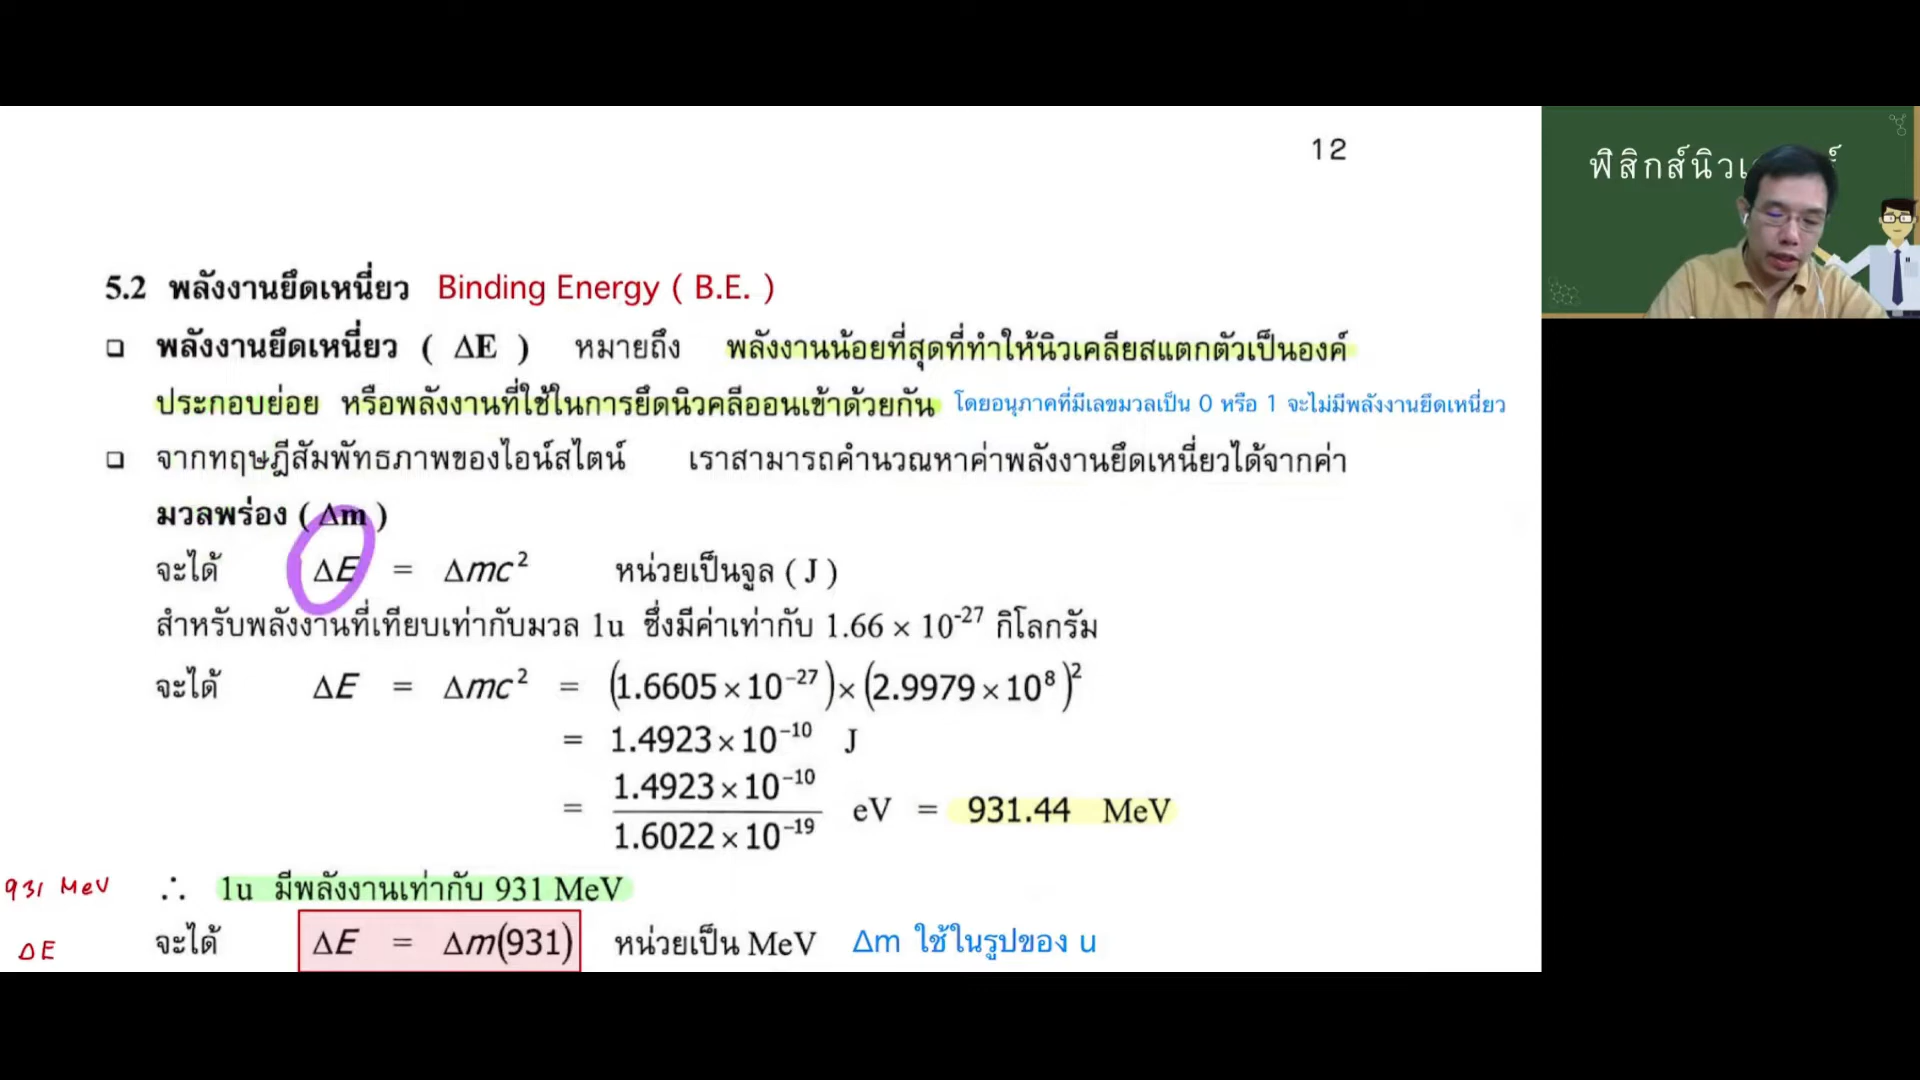 12
ฟิสิกส์นิว
5.2 พลังงานยึดเหนี่ยว Binding Energy ( B.E. )
❑ พลังงานยึดเหนี่ยว ( ΔE ) หมายถึง พลังงานน้อยที่สุดที่ทำให้นิวเคลียสแตกตัวเป็นองค์
ประกอบย่อย หรือพลังงานที่ใช้ในการยึดนิวคลีออนเข้าด้วยกัน โดยอนุภาคที่มีเลขมวลเป็น 0 หรือ 1 จะไม่มีพลังงานยึดเหนี่ยว
❑ จากทฤษฎีสัมพัทธภาพของไอน์สไตน์ เราสามารถคำนวณหาค่าพลังงานยึดเหนี่ยวได้จากค่า
มวลพร่อง ( Δm )
จะได้ ΔE = Δmc² หน่วยเป็นจูล ( J )
สำหรับพลังงานที่เทียบเท่ากับมวล 1u ซึ่งมีค่าเท่ากับ 1.66 × 10⁻²⁷ กิโลกรัม
จะได้ ΔE = Δmc² = (1.6605×10⁻²⁷)×(2.9979×10⁸)²
= 1.4923×10⁻¹⁰ J
= 1.4923×10⁻¹⁰ / 1.6022×10⁻¹⁹ eV = 931.44 MeV
931 MeV ∴ 1u มีพลังงานเท่ากับ 931 MeV
ΔE จะได้ ΔE = Δm(931) หน่วยเป็น MeV Δm ใช้ในรูปของ u